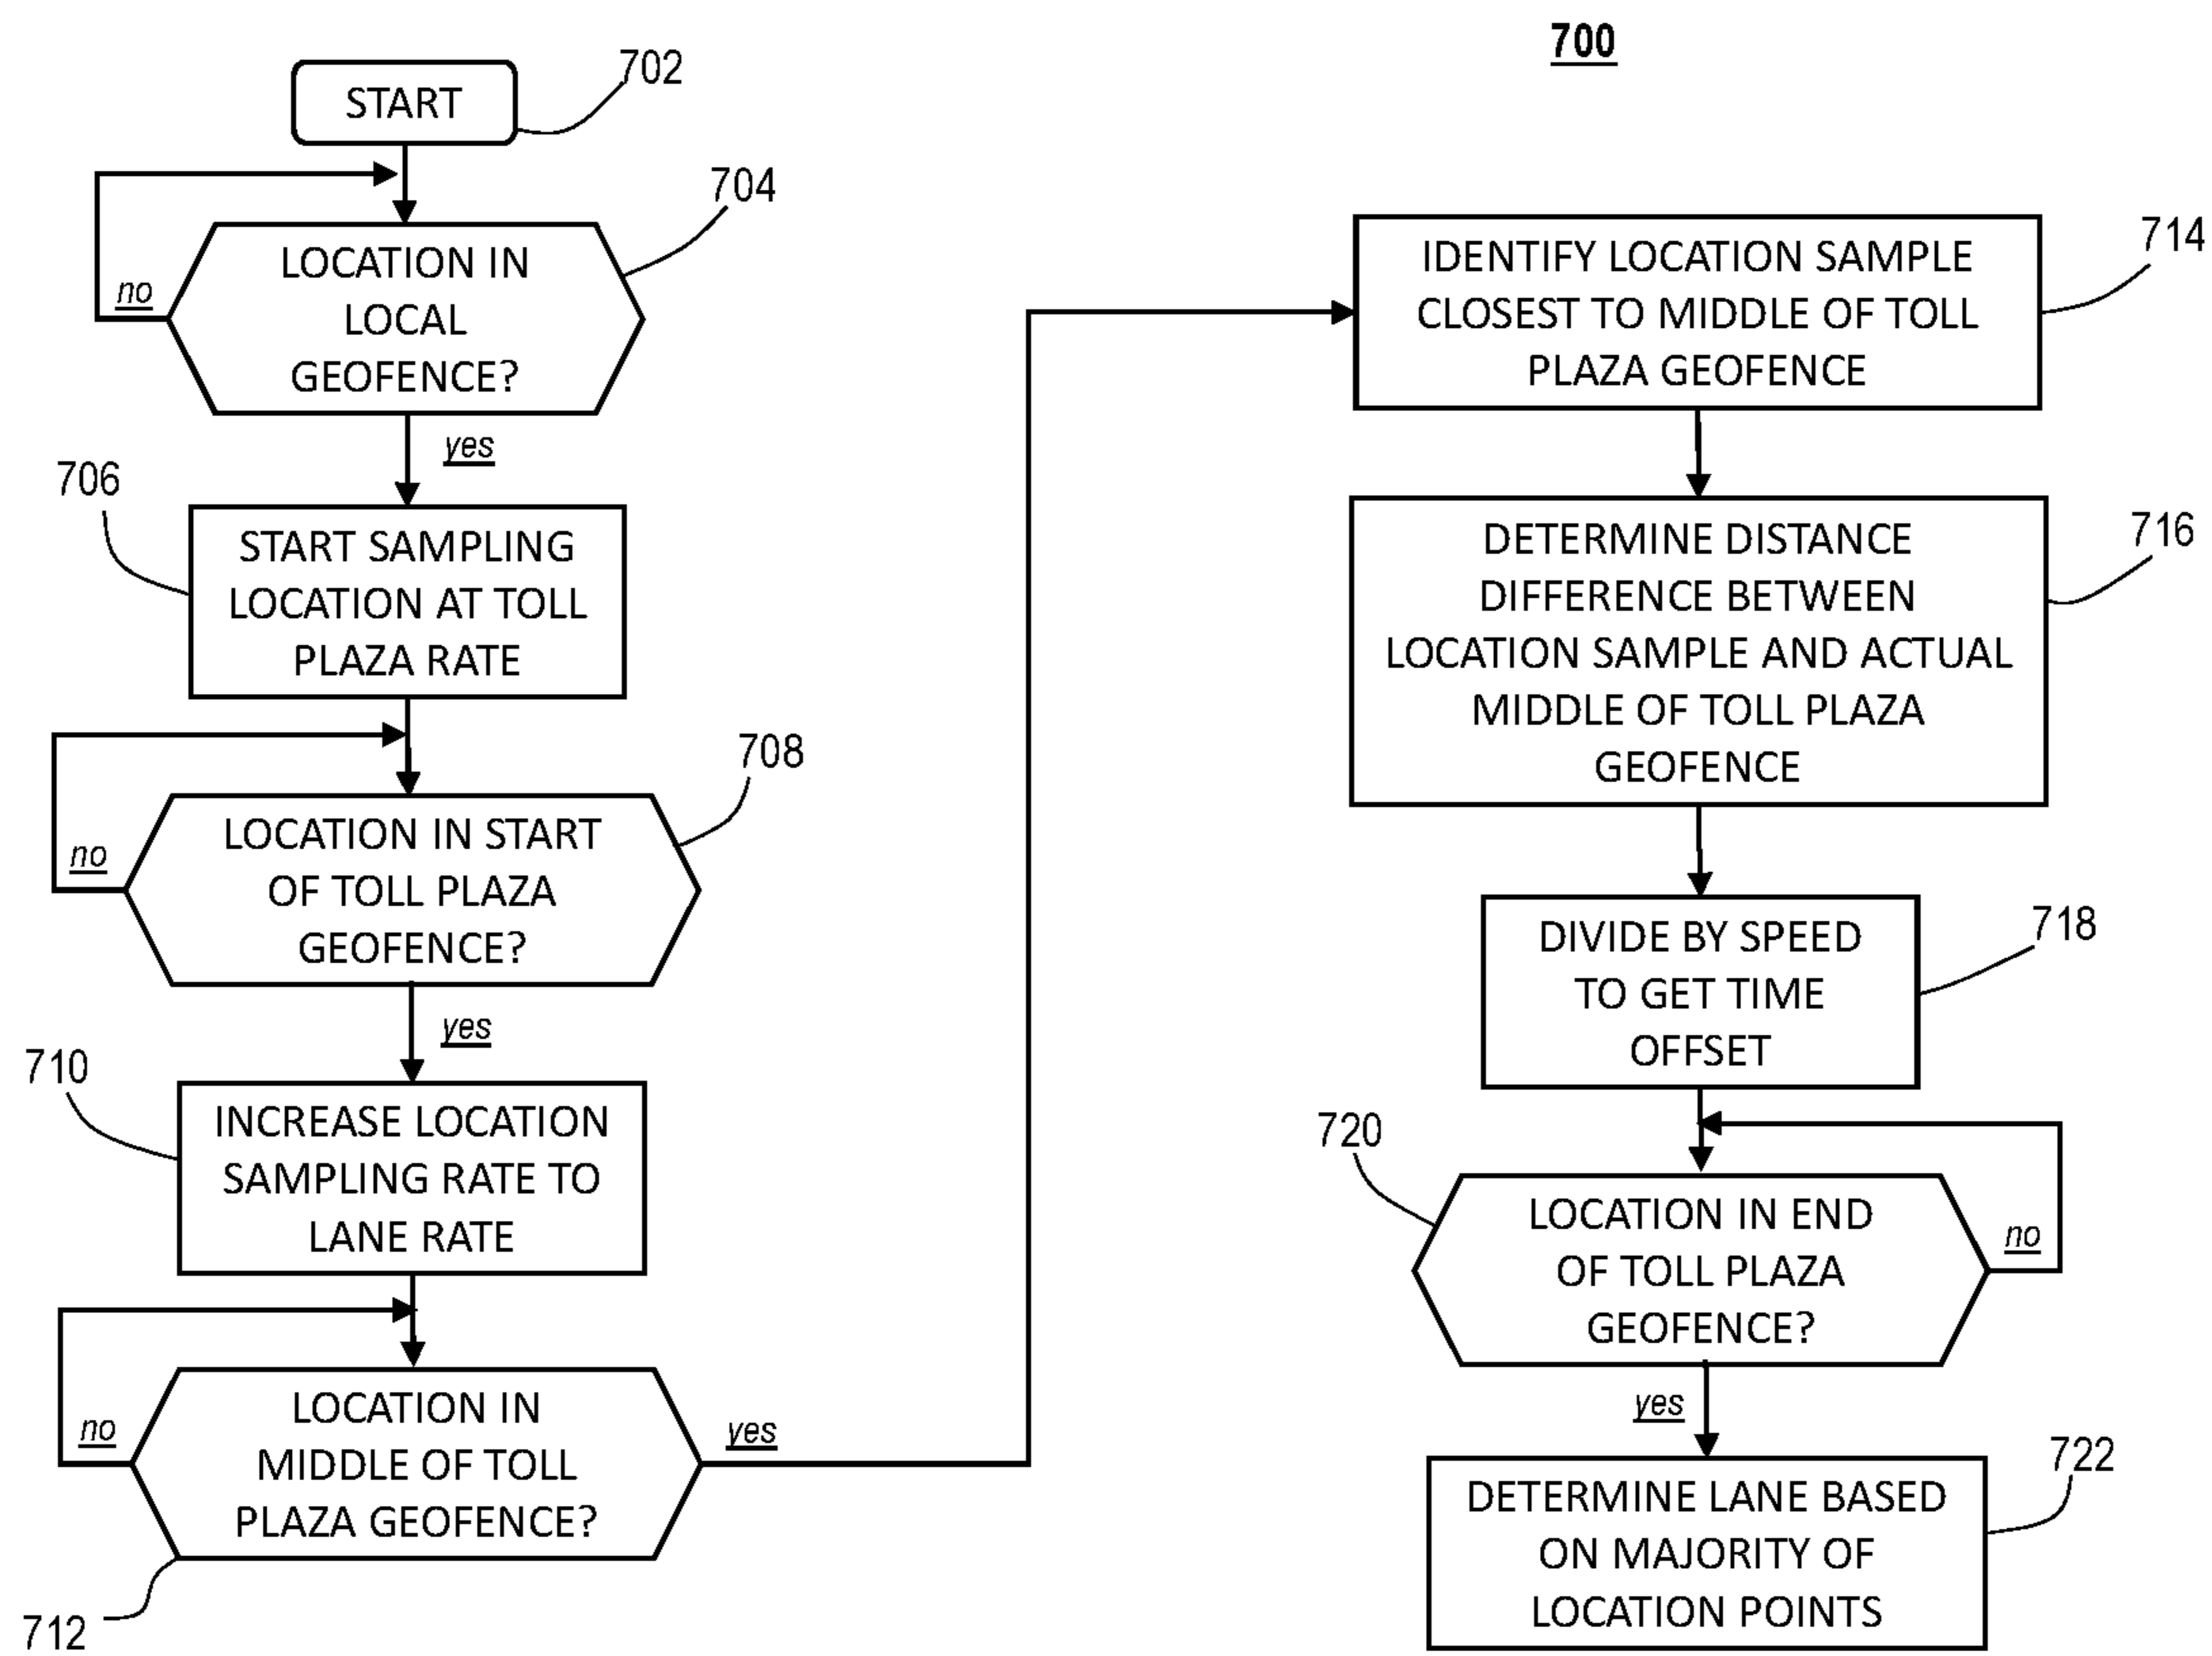 700
START
702
LOCATION IN
LOCAL
GEOFENCE?
704
no
yes
706
START SAMPLING
LOCATION AT TOLL
PLAZA RATE
708
LOCATION IN START
OF TOLL PLAZA
GEOFENCE?
no
yes
710
INCREASE LOCATION
SAMPLING RATE TO
LANE RATE
LOCATION IN
MIDDLE OF TOLL
PLAZA GEOFENCE?
no
yes
712
IDENTIFY LOCATION SAMPLE
CLOSEST TO MIDDLE OF TOLL
PLAZA GEOFENCE
714
DETERMINE DISTANCE
DIFFERENCE BETWEEN
LOCATION SAMPLE AND ACTUAL
MIDDLE OF TOLL PLAZA
GEOFENCE
716
DIVIDE BY SPEED
TO GET TIME
OFFSET
718
720
LOCATION IN END
OF TOLL PLAZA
GEOFENCE?
no
yes
722
DETERMINE LANE BASED
ON MAJORITY OF
LOCATION POINTS